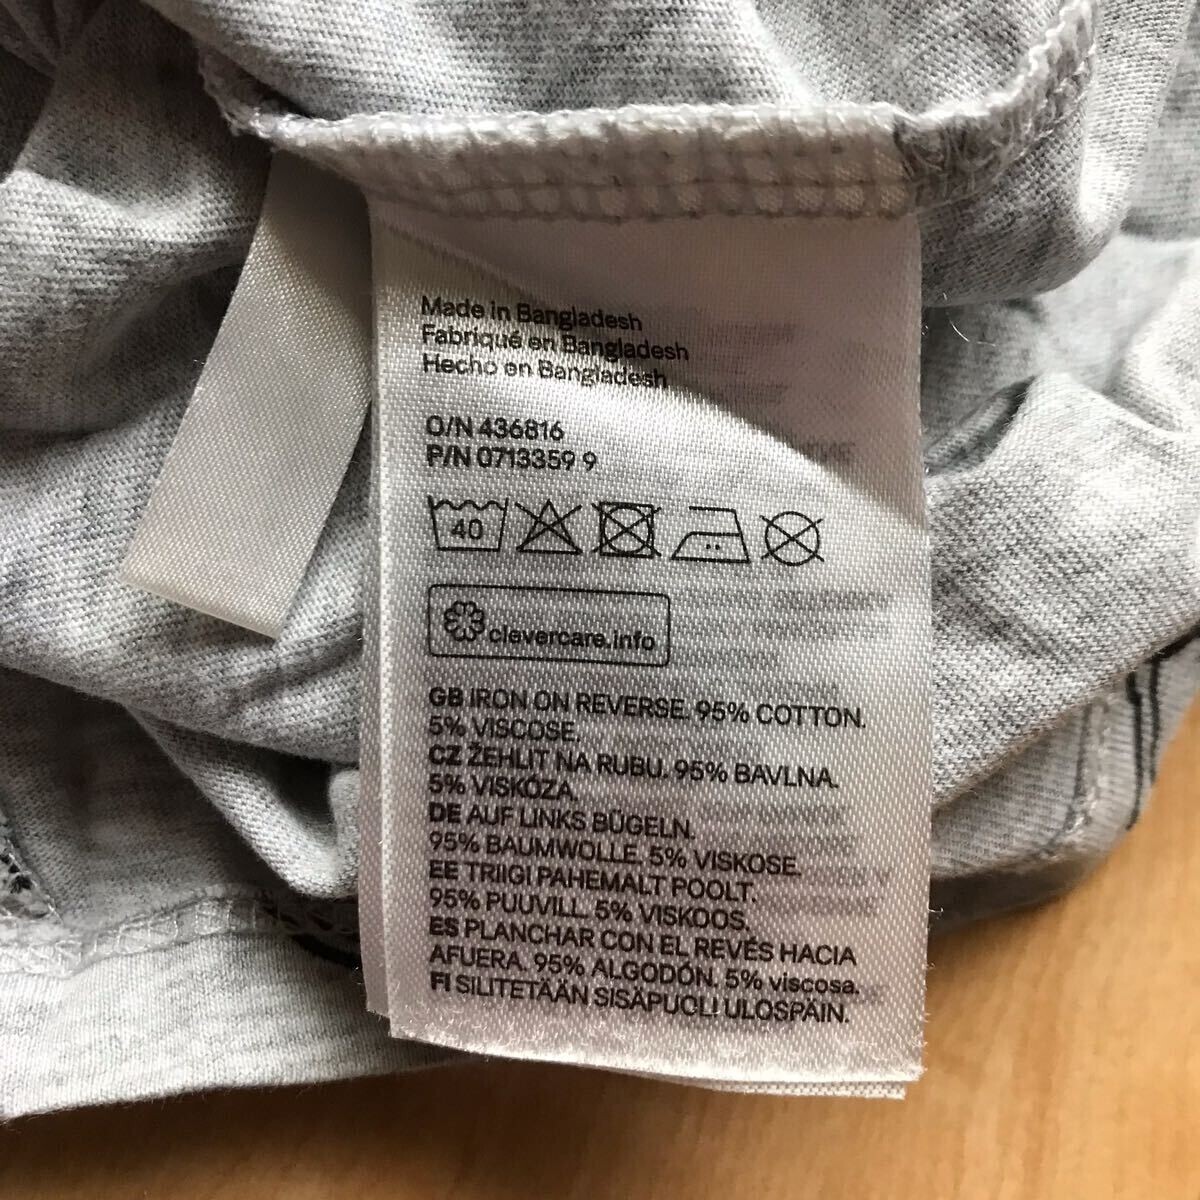 Made in Bangladesh
Fabriqué en Bangladesh
Hecho en Bangladesh
O/N 436816
P/N 0713359 9
40
clevercare.info
GB IRON ON REVERSE. 95% COTTON.
5% VISCOSE.
CZ ŽEHLIT NA RUBU. 95% BAVLNA.
5% VISKÓZA.
DE AUF LINKS BÜGELN.
95% BAUMWOLLE. 5% VISKOSE.
EE TRIIGI PAHEMALT POOLT.
95% PUUVILL. 5% VISKOOS.
ES PLANCHAR CON EL REVÉS HACIA
AFUERA. 95% ALGODÓN. 5% viscosa.
FI SILITETÄÄN SISÄPUOLI ULOSPÄIN.